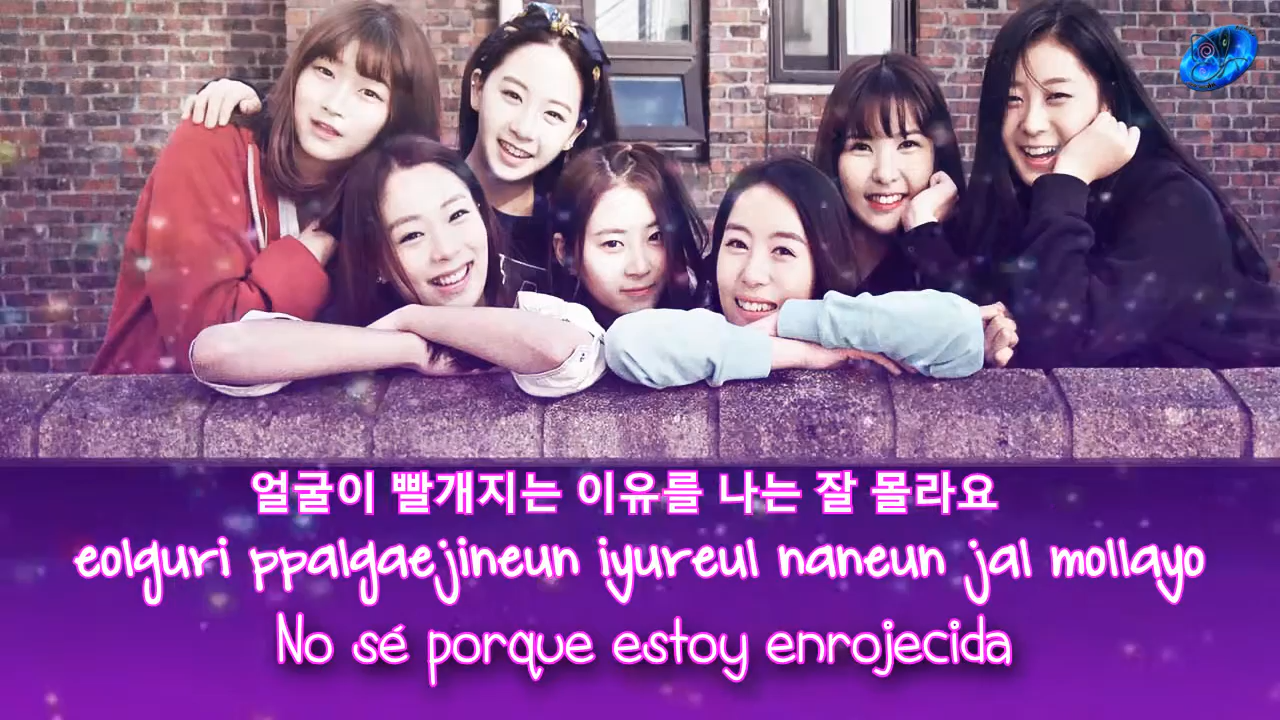 얼굴이 빨개지는 이유를 나는 잘 몰라요
eolguri ppalgaejineun iyureul naneun jal mollayo
No sé porque estoy enrojecida